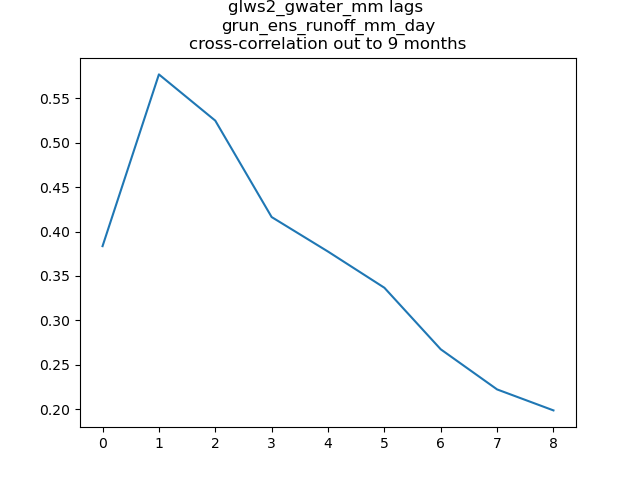 glws2_gwater_mm lags
grun_ens_runoff_mm_day
cross-correlation out to 9 months
0.55
0.50
0.45
0.40
0.35
0.30
0.25
0.20
0 1 2 3 4 5 6 7 8